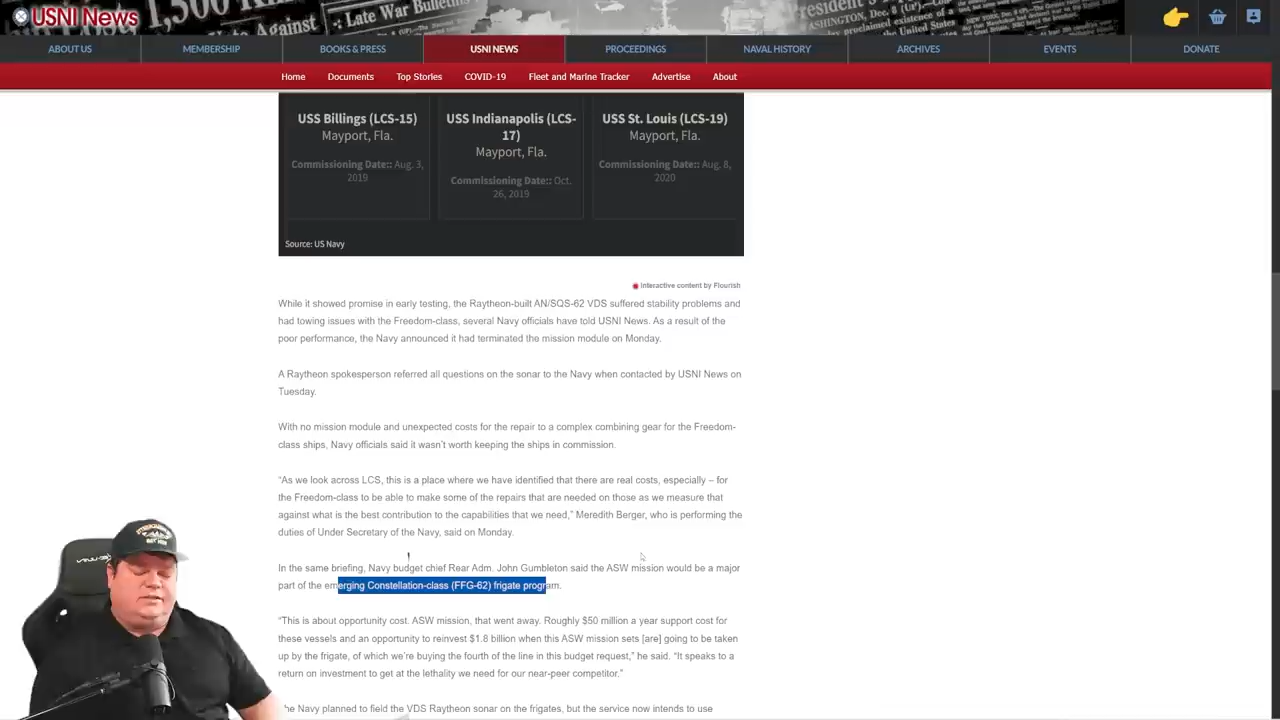 1,500 Ki
Late War Bulletins
President's
WASHINGTON, Dec. 8 (UP).
USNI News
ABOUT US
MEMBERSHIP
BOOKS & PRESS
USNI NEWS
PROCEEDINGS
NAVAL HISTORY
ARCHIVES
EVENTS
DONATE
Home
Documents
Top Stories
COVID-19
Fleet and Marine Tracker
Advertise
About
USS Billings (LCS-15)
Mayport, Fla.
Commissioning Date:: Aug. 3,
2019
USS Indianapolis (LCS-
17)
Mayport, Fla.
Commissioning Date:: Oct.
26, 2019
USS St. Louis (LCS-19)
Mayport, Fla.
Commissioning Date:: Aug. 8,
2020
Source: US Navy
Interactive content by Flourish
While it showed promise in early testing, the Raytheon-built AN/SQS-62 VDS suffered stability problems and
had towing issues with the Freedom-class, several Navy officials have told USNI News. As a result of the
poor performance, the Navy announced it had terminated the mission module on Monday.
A Raytheon spokesperson referred all questions on the sonar to the Navy when contacted by USNI News on
Tuesday.
With no mission module and unexpected costs for the repair to a complex combining gear for the Freedom-
class ships, Navy officials said it wasn't worth keeping the ships in commission.
“As we look across LCS, this is a place where we have identified that there are real costs, especially – for
the Freedom-class to be able to make some of the repairs that are needed on those as we measure that
against what is the best contribution to the capabilities that we need,” Meredith Berger, who is performing the
duties of Under Secretary of the Navy, said on Monday.
In the same briefing, Navy budget chief Rear Adm. John Gumbleton said the ASW mission would be a major
part of the emerging Constellation-class (FFG-62) frigate program.
“This is about opportunity cost. ASW mission, that went away. Roughly $50 million a year support cost for
these vessels and an opportunity to reinvest $1.8 billion when this ASW mission sets [are] going to be taken
up by the frigate, of which we're buying the fourth of the line in this budget request,” he said. “It speaks to a
return on investment to get at the lethality we need for our near-peer competitor.”
he Navy planned to field the VDS Raytheon sonar on the frigates, but the service now intends to use